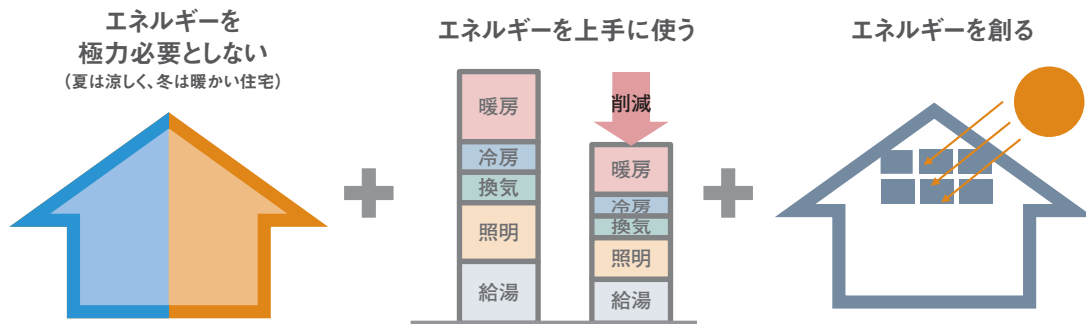 エネルギーを
極力必要としない
(夏は涼しく、冬は暖かい住宅)
エネルギーを上手に使う
暖房
冷房
換気
照明
給湯
削減
暖房
冷房
換気
照明
給湯
エネルギーを創る